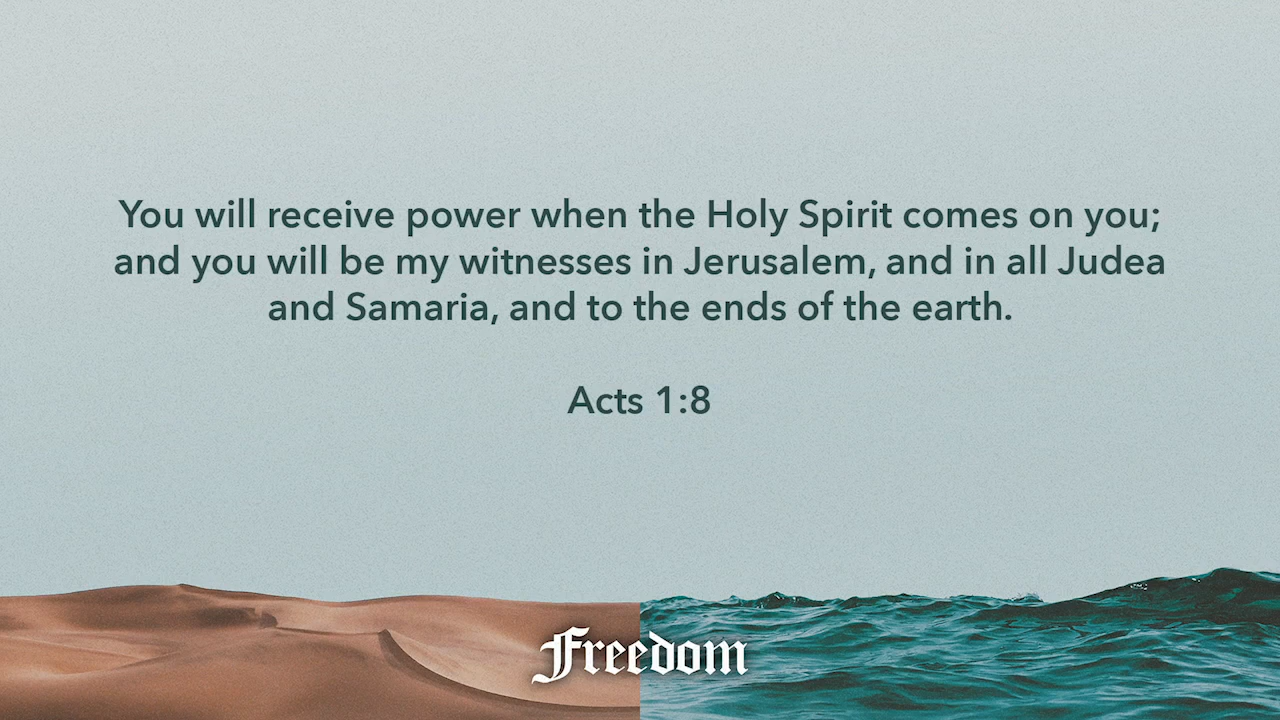 You will receive power when the Holy Spirit comes on you;
and you will be my witnesses in Jerusalem, and in all Judea
and Samaria, and to the ends of the earth.
Acts 1:8
Freedom